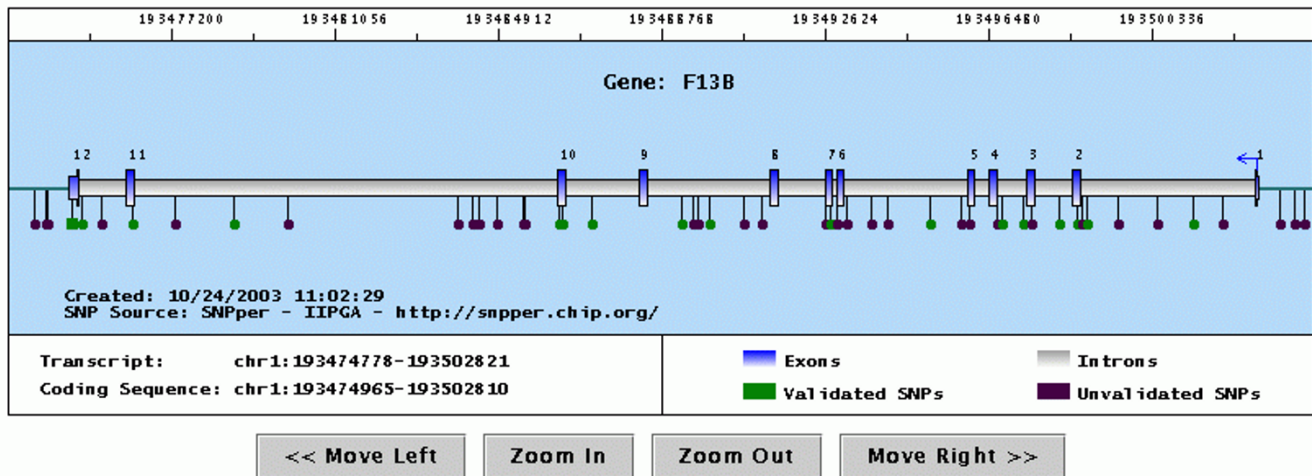 193477200 193481056 193484912 193488768 193492624 193496480 193500336
Gene: F13B
12 11 10 9 8 7 6 5 4 3 2 1
Created: 10/24/2003 11:02:29
SNP Source: SNPper - IIPGA - http://snpper.chip.org/
Transcript: chr1:193474778-193502821
Coding Sequence: chr1:193474965-193502810
Exons Introns
Validated SNPs Unvalidated SNPs
<< Move Left Zoom In Zoom Out Move Right >>